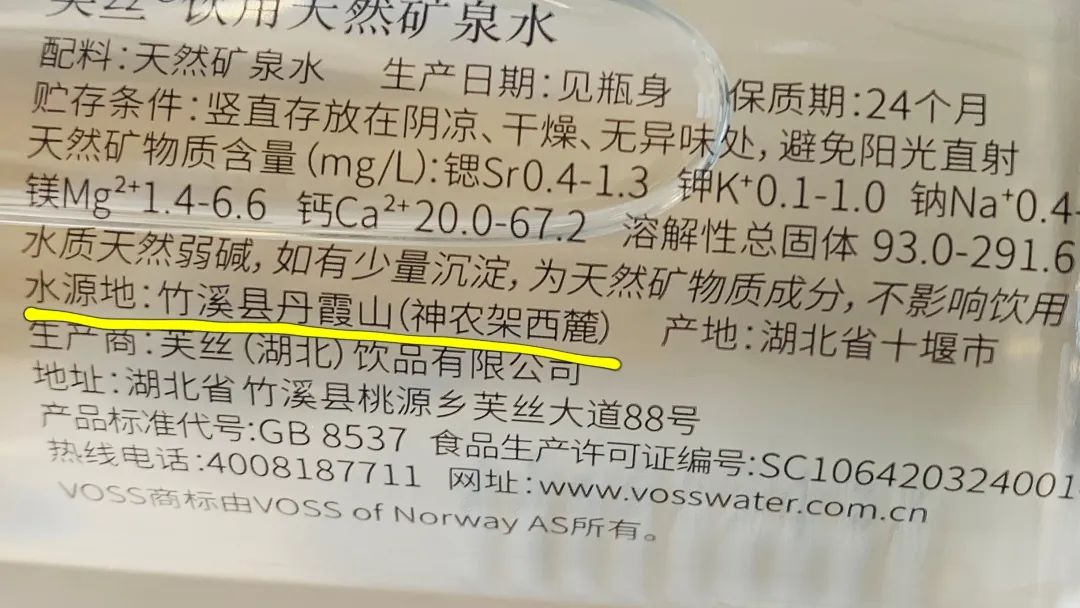 芙丝®饮用天然矿泉水
配料:天然矿泉水 生产日期:见瓶身 保质期:24个月
贮存条件:竖直存放在阴凉、干燥、无异味处,避免阳光直射
天然矿物质含量(mg/L):锶Sr0.4-1.3 钾K⁺0.1-1.0 钠Na⁺0.4-
镁Mg²⁺1.4-6.6 钙Ca²⁺20.0-67.2 溶解性总固体 93.0-291.6
水质天然弱碱,如有少量沉淀,为天然矿物质成分,不影响饮用
水源地:竹溪县丹霞山(神农架西麓) 产地:湖北省十堰市
生产商:芙丝(湖北)饮品有限公司
地址:湖北省竹溪县桃源乡芙丝大道88号
产品标准代号:GB 8537 食品生产许可证编号:SC106420324001
热线电话:4008187711 网址:www.vosswater.com.cn
VOSS商标由VOSS of Norway AS所有。